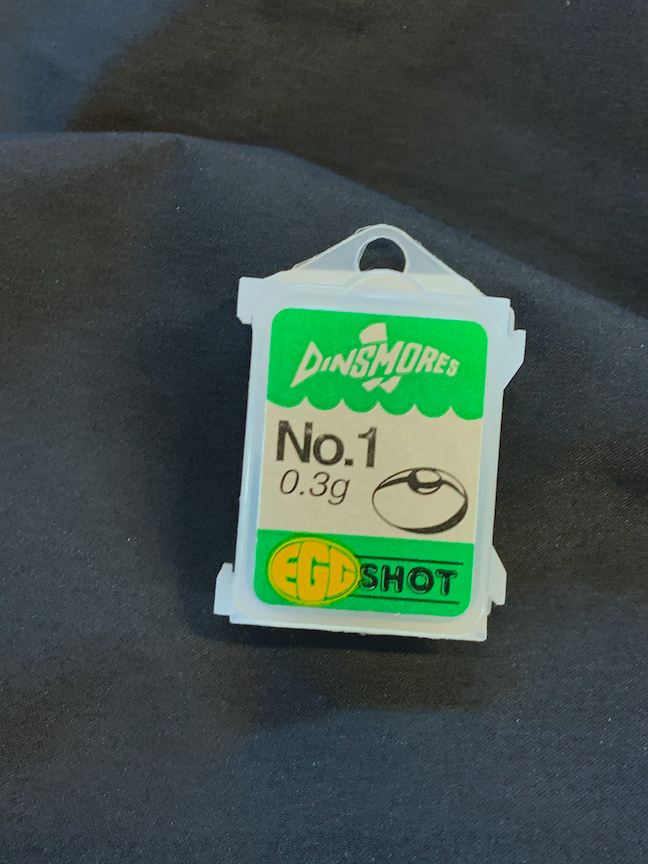 DINSMORES
No.1
0.3g
EGG SHOT